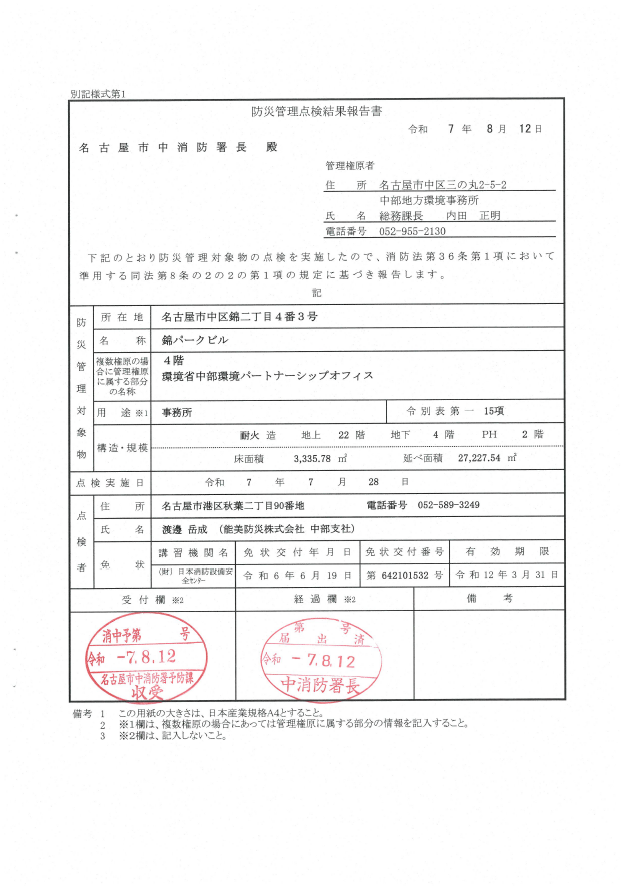 別記様式第1
防災管理点検結果報告書
令和 7 年 8 月 12 日
名古屋市中消防署長 殿
管理権原者
住 所 名古屋市中区三の丸2-5-2
中部地方環境事務所
氏 名 総務課長 内田 正明
電話番号 052-955-2130
下記のとおり防災管理対象物の点検を実施したので、消防法第36条第1項において
準用する同法第8条の2の2の第1項の規定に基づき報告します。
記
防災管理対象物
所在地 名古屋市中区錦二丁目4番3号
名 称 錦パークビル
複数権原の場合に管理権原に属する部分の名称
4階
環境省中部環境パートナーシップオフィス
用 途 ※1 事務所 令別表第一 15項
構造・規模 耐火 造 地上 22 階 地下 4 階 PH 2 階
床面積 3,335.78 ㎡ 延べ面積 27,227.54 ㎡
点検実施日 令和 7 年 7 月 28 日
点検者
住 所 名古屋市港区秋葉二丁目90番地 電話番号 052-589-3249
氏 名 渡邊 岳成 (能美防災株式会社 中部支社)
免 状 講習機関名 免状交付年月日 免状交付番号 有効期限
(財)日本消防設備安全センター 令和6年6月19日 第 642101532 号 令和12年3月31日
受付欄 ※2 経過欄 ※2 備 考
消中予第 号
令和 -7.8.12
名古屋市中消防署予防課
収受
第 号
届出済
令和 -7.8.12
中消防署長
備考 1 この用紙の大きさは、日本産業規格A4とすること。
2 ※1欄は、複数権原の場合にあっては管理権原に属する部分の情報を記入すること。
3 ※2欄は、記入しないこと。